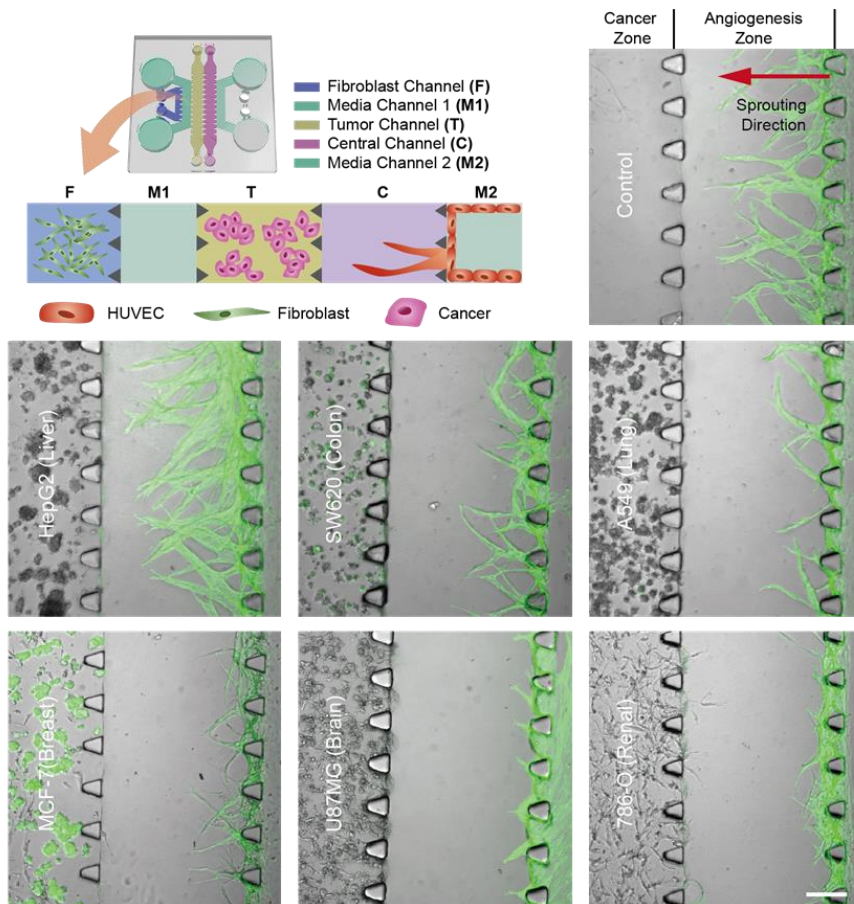 Cancer Zone
Angiogenesis Zone
Fibroblast Channel (F)
Media Channel 1 (M1)
Tumor Channel (T)
Central Channel (C)
Media Channel 2 (M2)
F M1 T C M2
HUVEC Fibroblast Cancer
Sprouting
Direction
Control
HepG2 (Liver)
SW620 (Colon)
A549 (Lung)
MCF-7(Breast)
U87MG (Brain)
786-O (Renal)